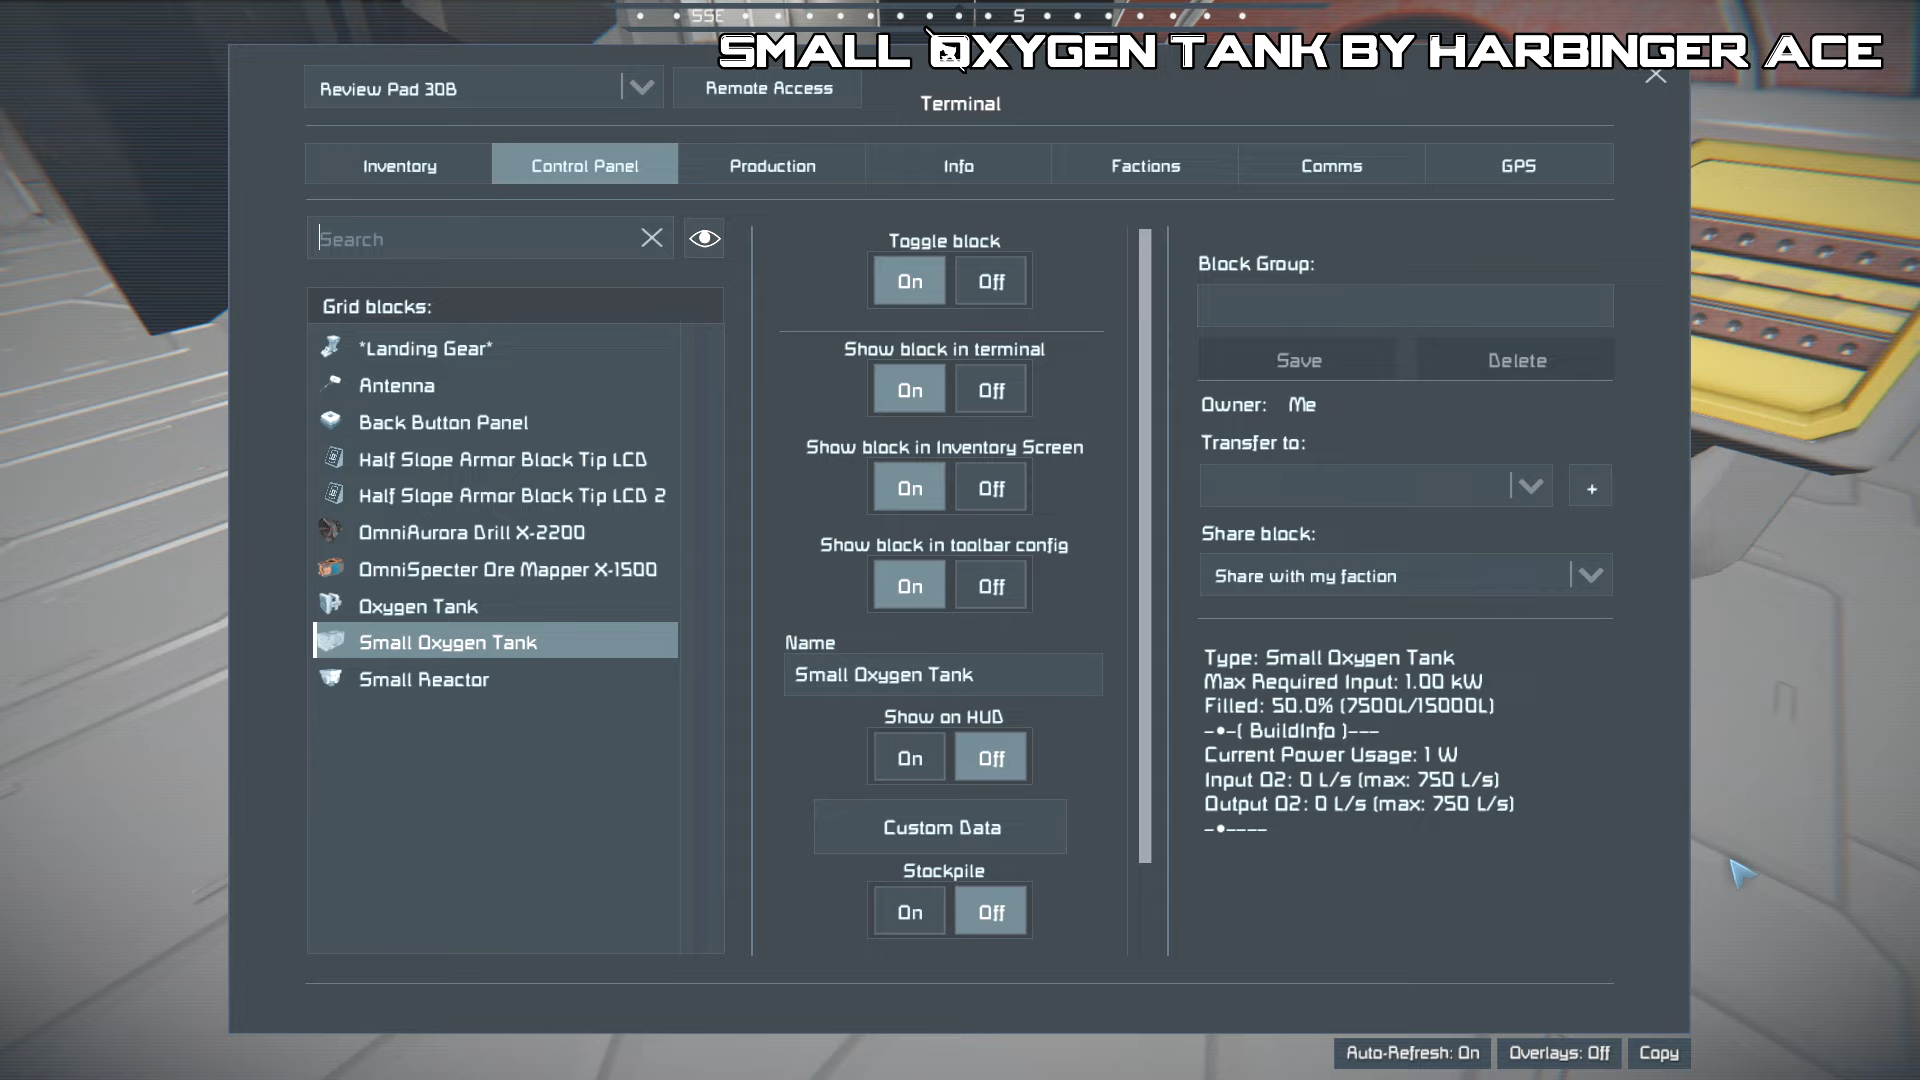 SSE S
SMALL OXYGEN TANK BY HARBINGER ACE
Review Pad 30B
Remote Access
Terminal
Inventory
Control Panel
Production
Info
Factions
Comms
GPS
Search
Grid blocks:
*Landing Gear*
Antenna
Back Button Panel
Half Slope Armor Block Tip LCD
Half Slope Armor Block Tip LCD 2
OmniAurora Drill X-2200
OmniSpecter Ore Mapper X-1500
Oxygen Tank
Small Oxygen Tank
Small Reactor
Toggle block
On Off
Show block in terminal
On Off
Show block in Inventory Screen
On Off
Show block in toolbar config
On Off
Name
Small Oxygen Tank
Show on HUD
On Off
Custom Data
Stockpile
On Off
Block Group:
Save Delete
Owner: Me
Transfer to:
+
Share block:
Share with my faction
Type: Small Oxygen Tank
Max Required Input: 1.00 kW
Filled: 50.0% (7500L/15000L)
-•-( BuildInfo )---
Current Power Usage: 1 W
Input O2: 0 L/s (max: 750 L/s)
Output O2: 0 L/s (max: 750 L/s)
-•----
Auto-Refresh: On
Overlays: Off
Copy